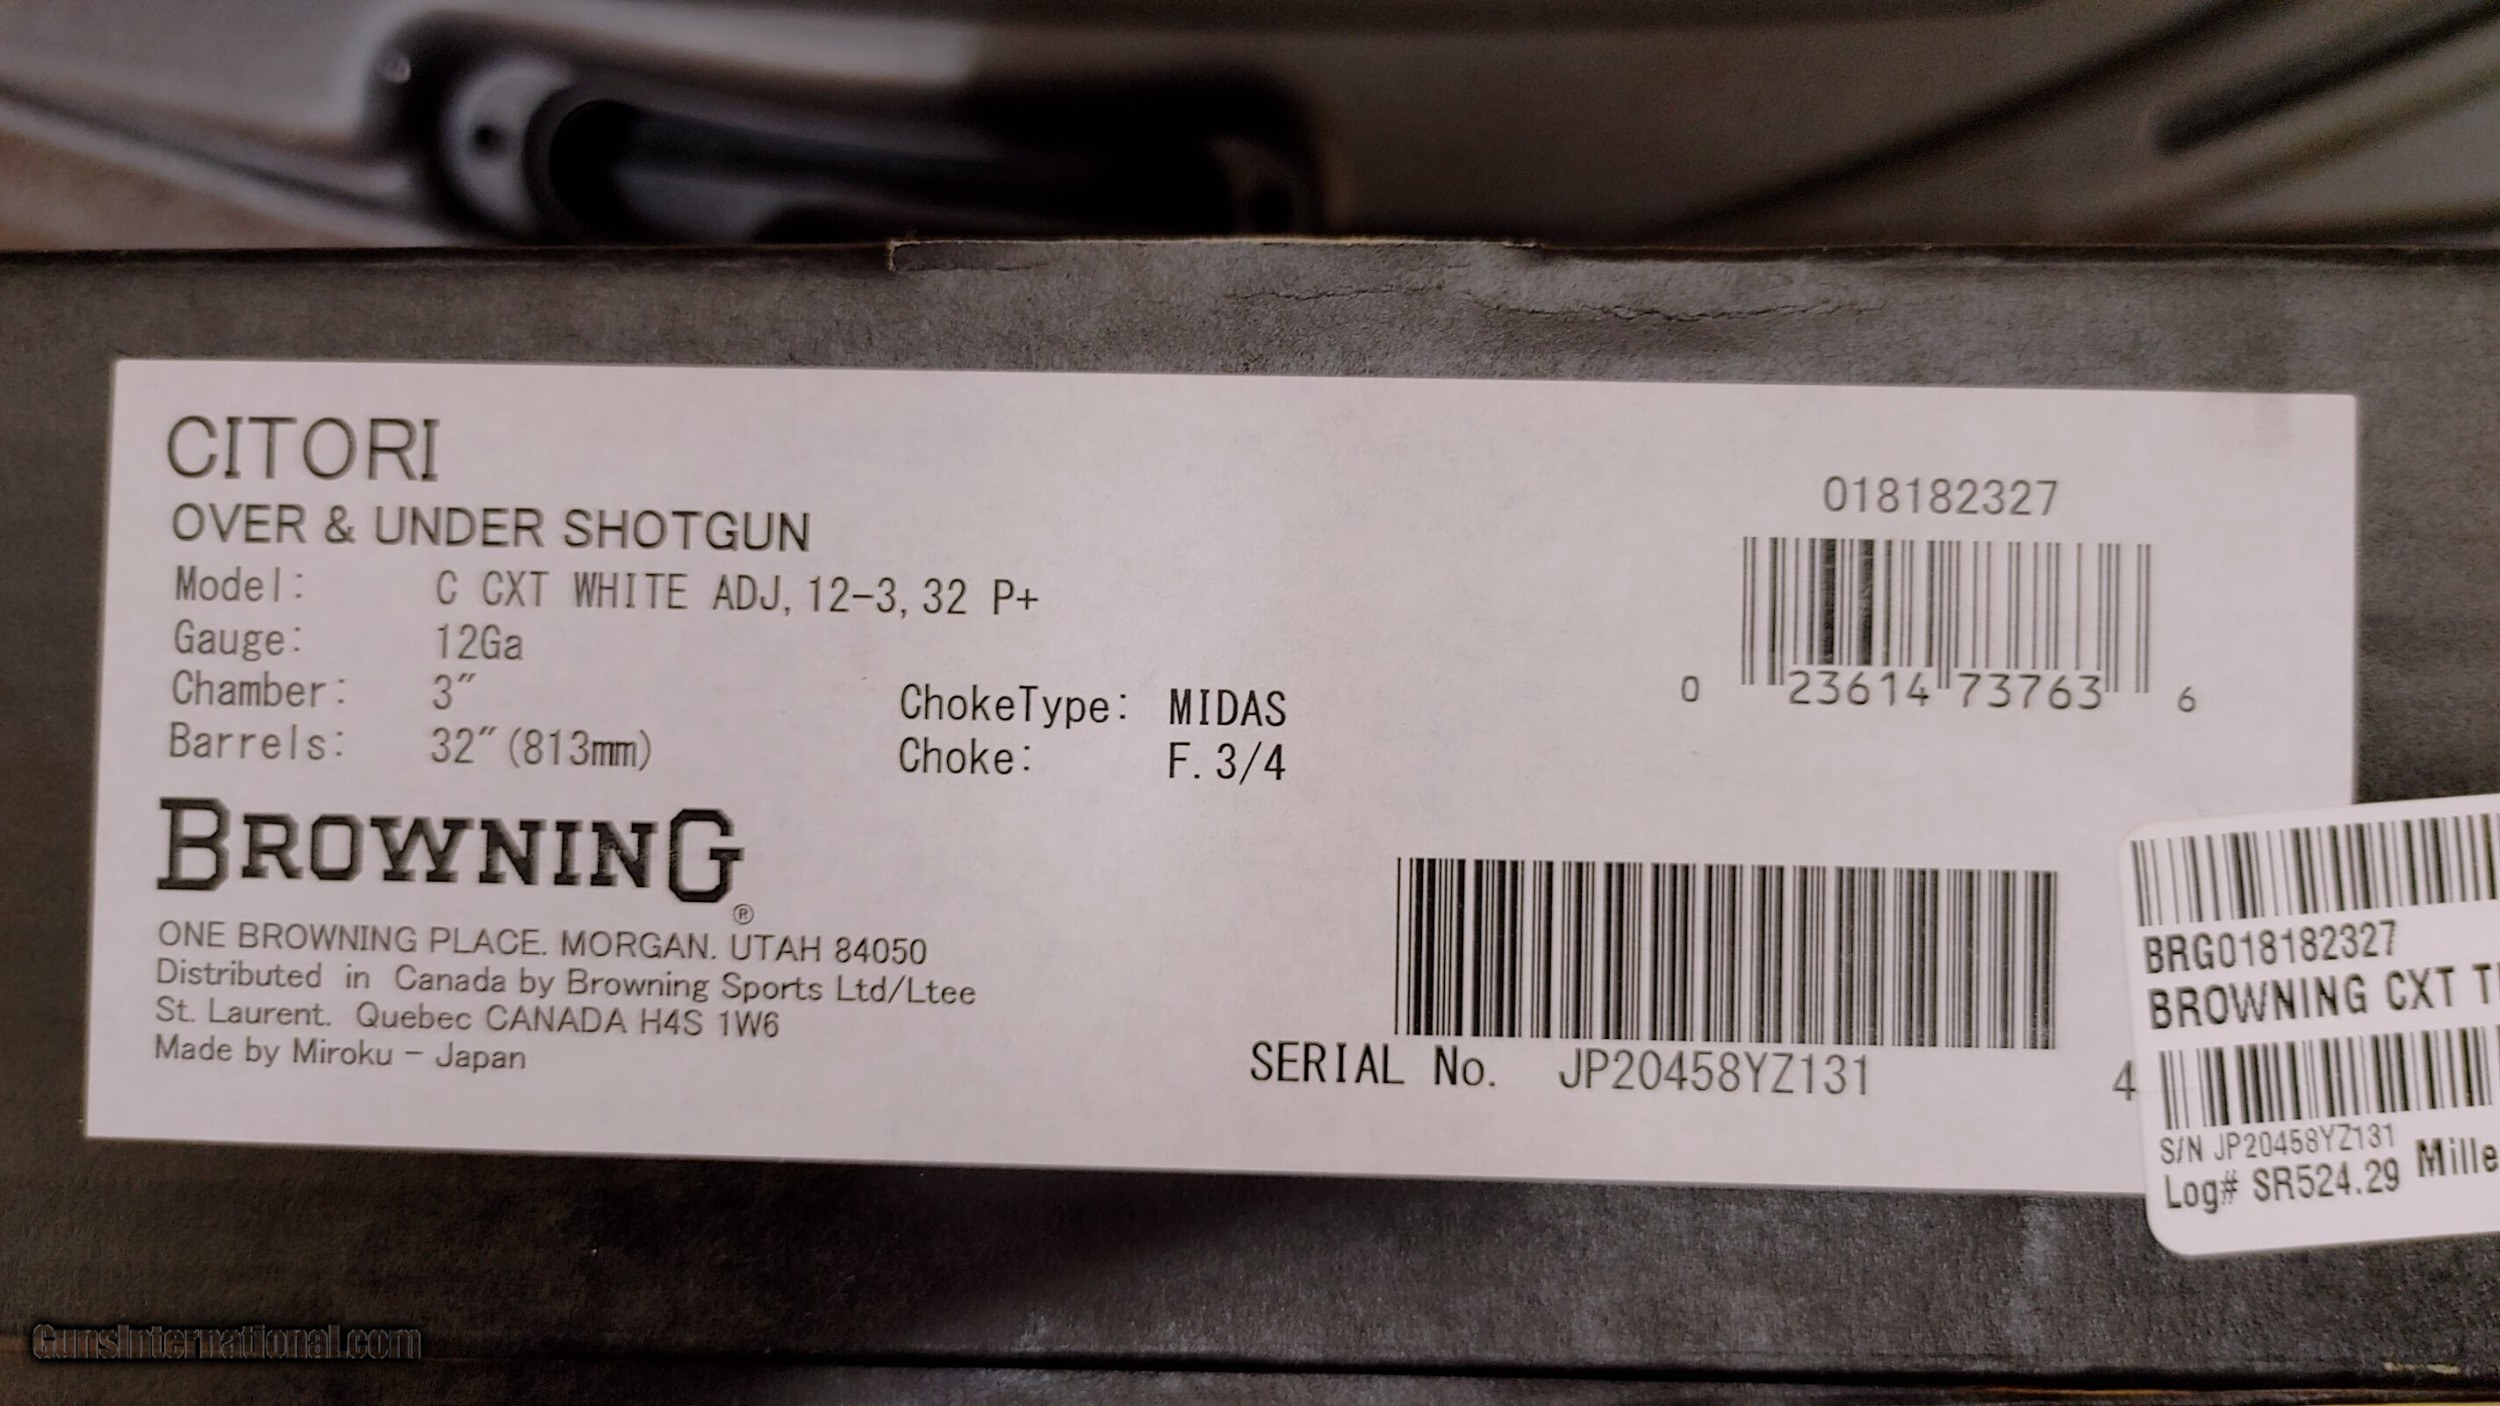 CITORI
OVER & UNDER SHOTGUN
Model: C CXT WHITE ADJ, 12-3, 32 P+
Gauge: 12Ga
Chamber: 3"
Barrels: 32"(813mm)
ChokeType: MIDAS
Choke: F. 3/4
018182327
0 23614 73763 6
BROWNING®
ONE BROWNING PLACE. MORGAN. UTAH 84050
Distributed in Canada by Browning Sports Ltd/Ltee
St. Laurent. Quebec CANADA H4S 1W6
Made by Miroku - Japan
SERIAL No. JP20458YZ131
4
BRG018182327
BROWNING CXT T
S/N JP20458YZ131
Log# SR524.29 Mille
GunsInternational.com